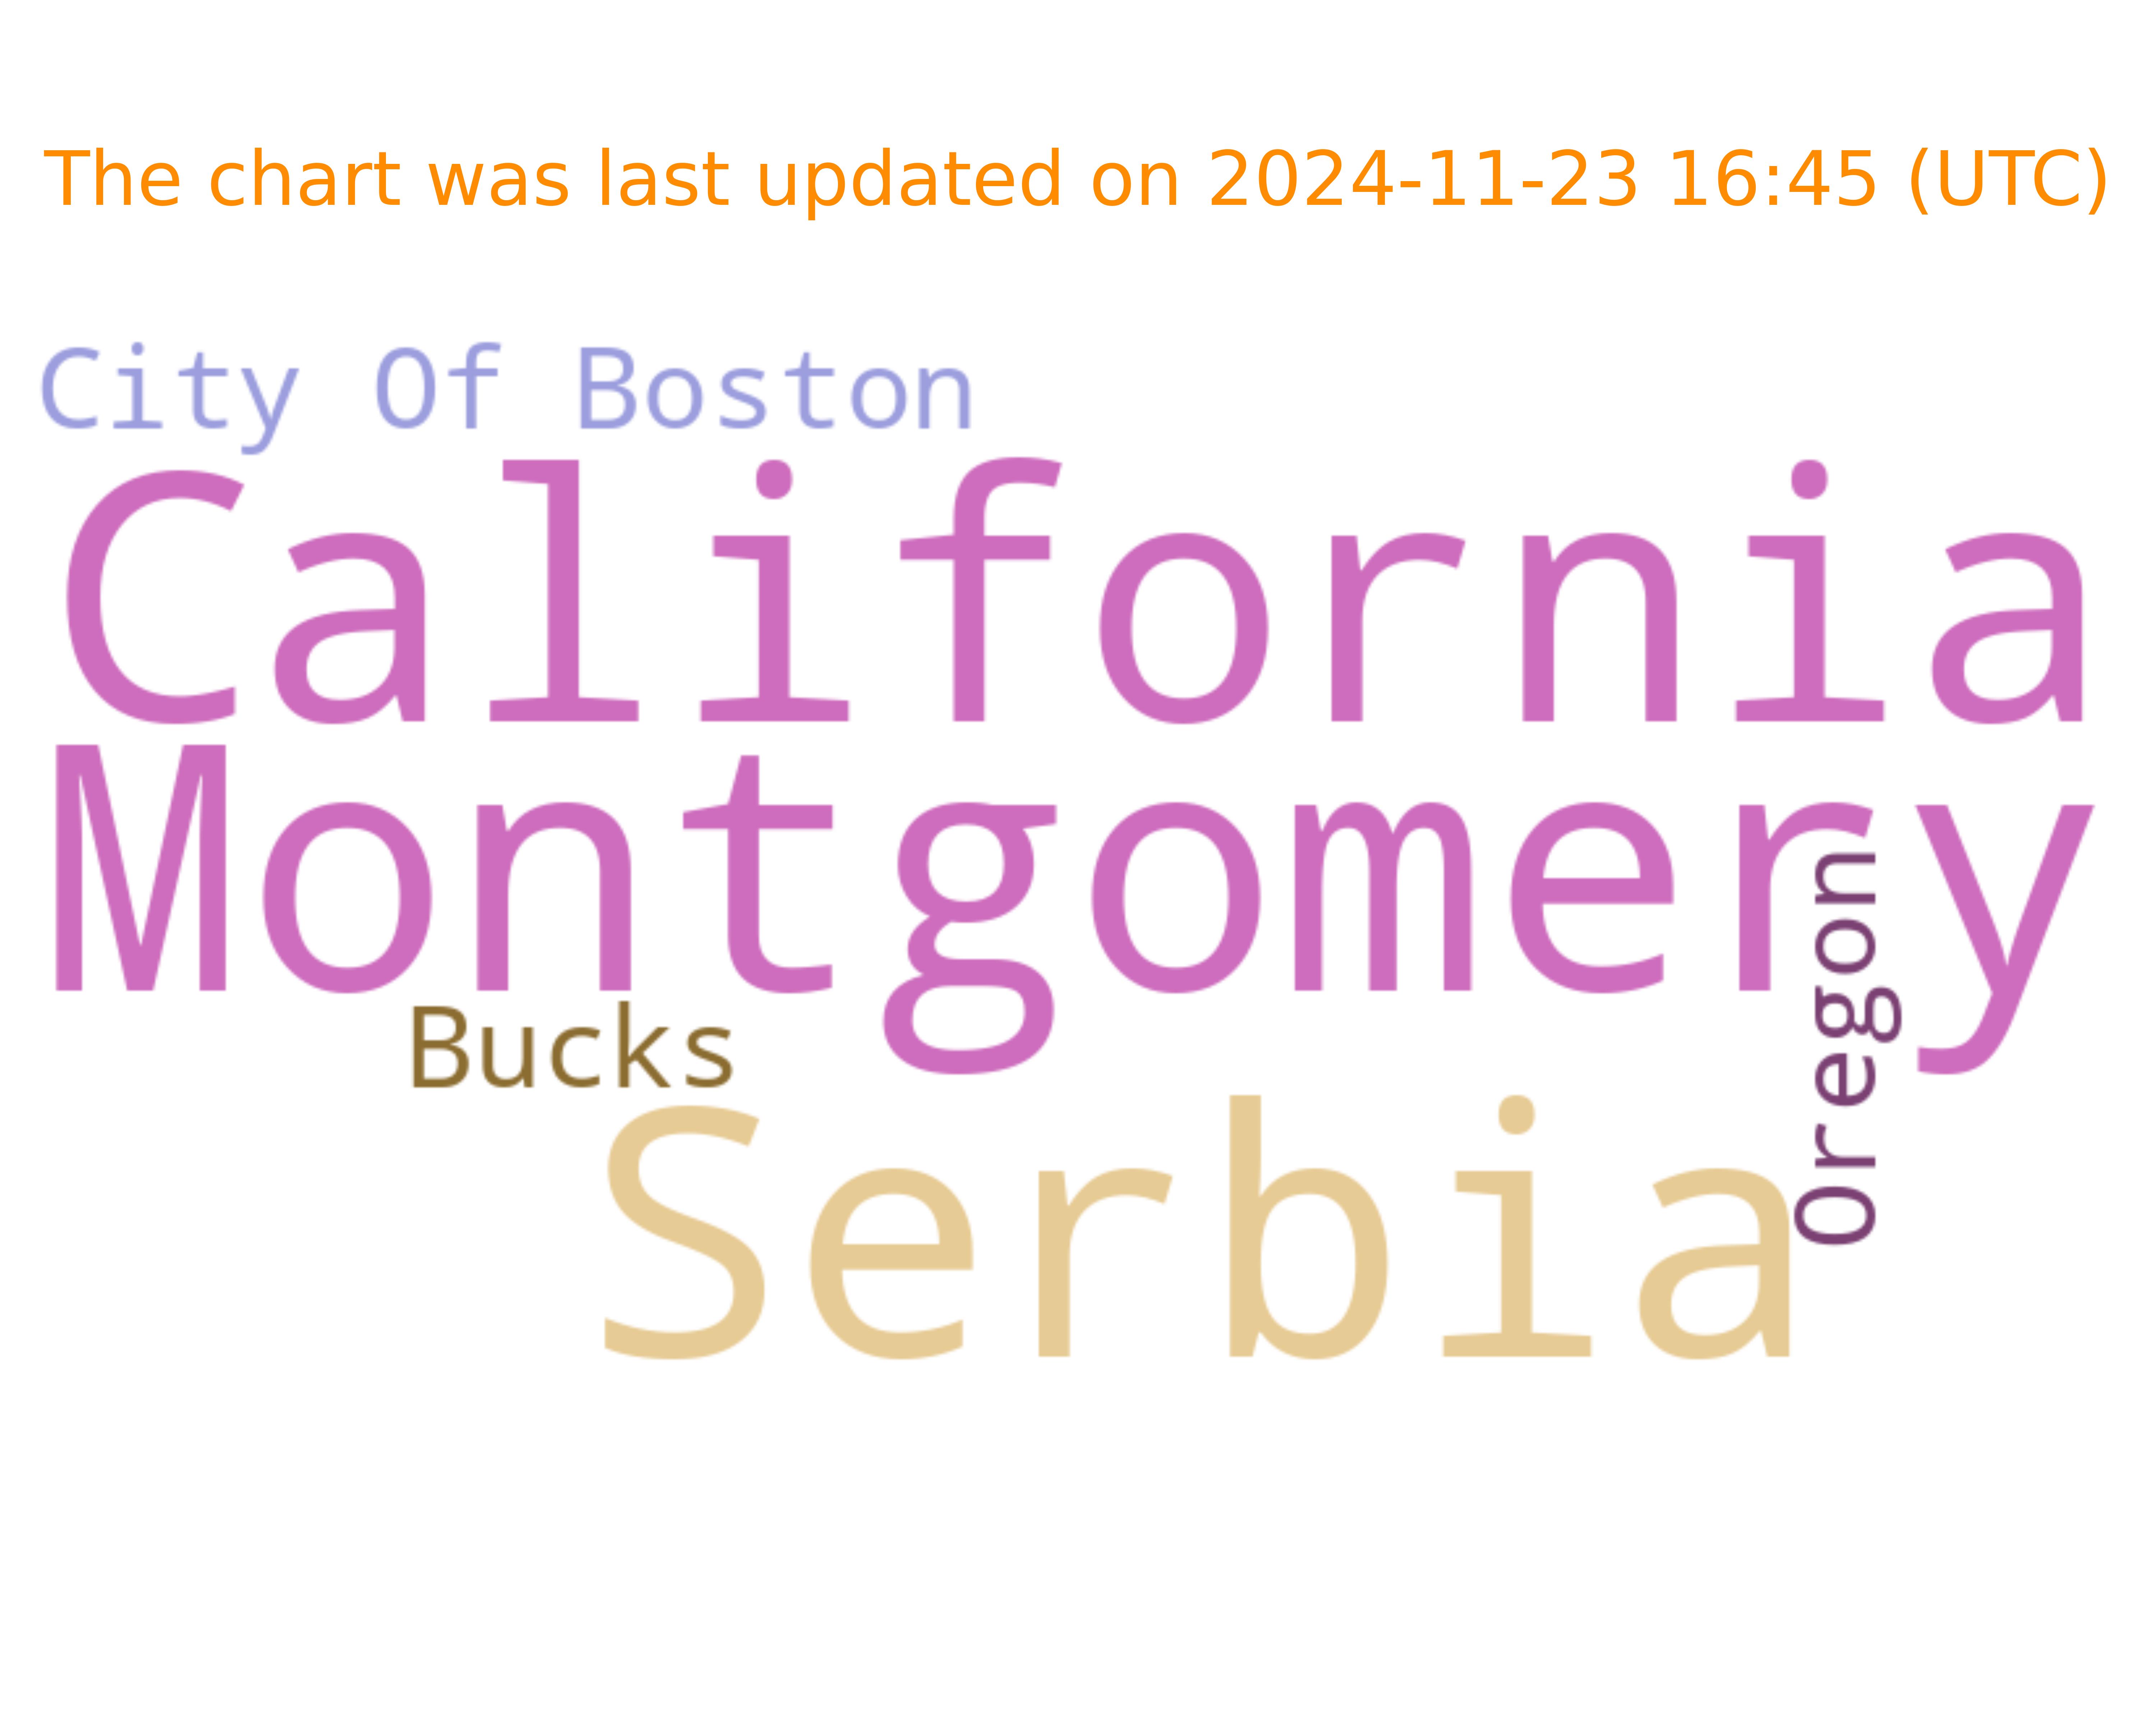 The chart was last updated on 2024-11-23 16:45 (UTC)
City Of Boston
California
Montgomery
Oregon
Bucks
Serbia